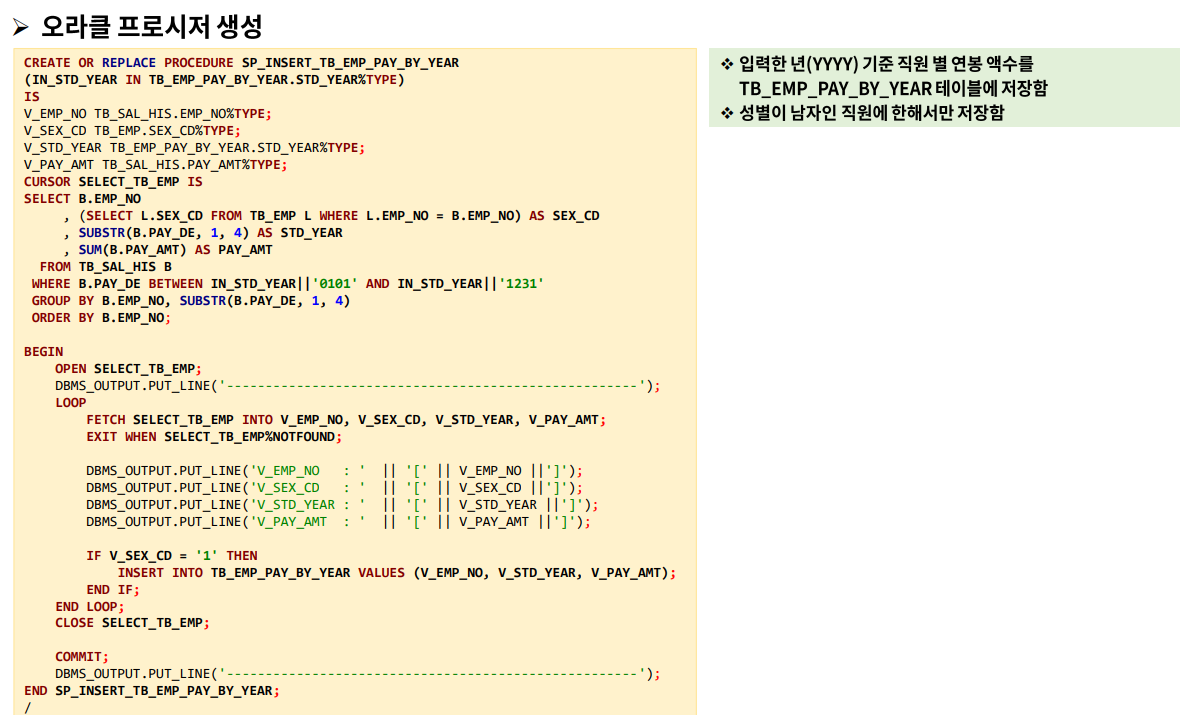 ➢ 오라클 프로시저 생성
CREATE OR REPLACE PROCEDURE SP_INSERT_TB_EMP_PAY_BY_YEAR
(IN_STD_YEAR IN TB_EMP_PAY_BY_YEAR.STD_YEAR%TYPE)
IS
V_EMP_NO TB_SAL_HIS.EMP_NO%TYPE;
V_SEX_CD TB_EMP.SEX_CD%TYPE;
V_STD_YEAR TB_EMP_PAY_BY_YEAR.STD_YEAR%TYPE;
V_PAY_AMT TB_SAL_HIS.PAY_AMT%TYPE;
CURSOR SELECT_TB_EMP IS
SELECT B.EMP_NO
     , (SELECT L.SEX_CD FROM TB_EMP L WHERE L.EMP_NO = B.EMP_NO) AS SEX_CD
     , SUBSTR(B.PAY_DE, 1, 4) AS STD_YEAR
     , SUM(B.PAY_AMT) AS PAY_AMT
  FROM TB_SAL_HIS B
 WHERE B.PAY_DE BETWEEN IN_STD_YEAR||'0101' AND IN_STD_YEAR||'1231'
 GROUP BY B.EMP_NO, SUBSTR(B.PAY_DE, 1, 4)
 ORDER BY B.EMP_NO;
BEGIN
    OPEN SELECT_TB_EMP;
    DBMS_OUTPUT.PUT_LINE('-----------------------------------------------------');
    LOOP
        FETCH SELECT_TB_EMP INTO V_EMP_NO, V_SEX_CD, V_STD_YEAR, V_PAY_AMT;
        EXIT WHEN SELECT_TB_EMP%NOTFOUND;
        DBMS_OUTPUT.PUT_LINE('V_EMP_NO   : '  || '[' || V_EMP_NO ||']');
        DBMS_OUTPUT.PUT_LINE('V_SEX_CD   : '  || '[' || V_SEX_CD ||']');
        DBMS_OUTPUT.PUT_LINE('V_STD_YEAR : '  || '[' || V_STD_YEAR ||']');
        DBMS_OUTPUT.PUT_LINE('V_PAY_AMT  : '  || '[' || V_PAY_AMT ||']');
        IF V_SEX_CD = '1' THEN
            INSERT INTO TB_EMP_PAY_BY_YEAR VALUES (V_EMP_NO, V_STD_YEAR, V_PAY_AMT);
        END IF;
    END LOOP;
    CLOSE SELECT_TB_EMP;
    COMMIT;
    DBMS_OUTPUT.PUT_LINE('-----------------------------------------------------');
END SP_INSERT_TB_EMP_PAY_BY_YEAR;
/
❖ 입력한 년(YYYY) 기준 직원 별 연봉 액수를
TB_EMP_PAY_BY_YEAR 테이블에 저장함
❖ 성별이 남자인 직원에 한해서만 저장함